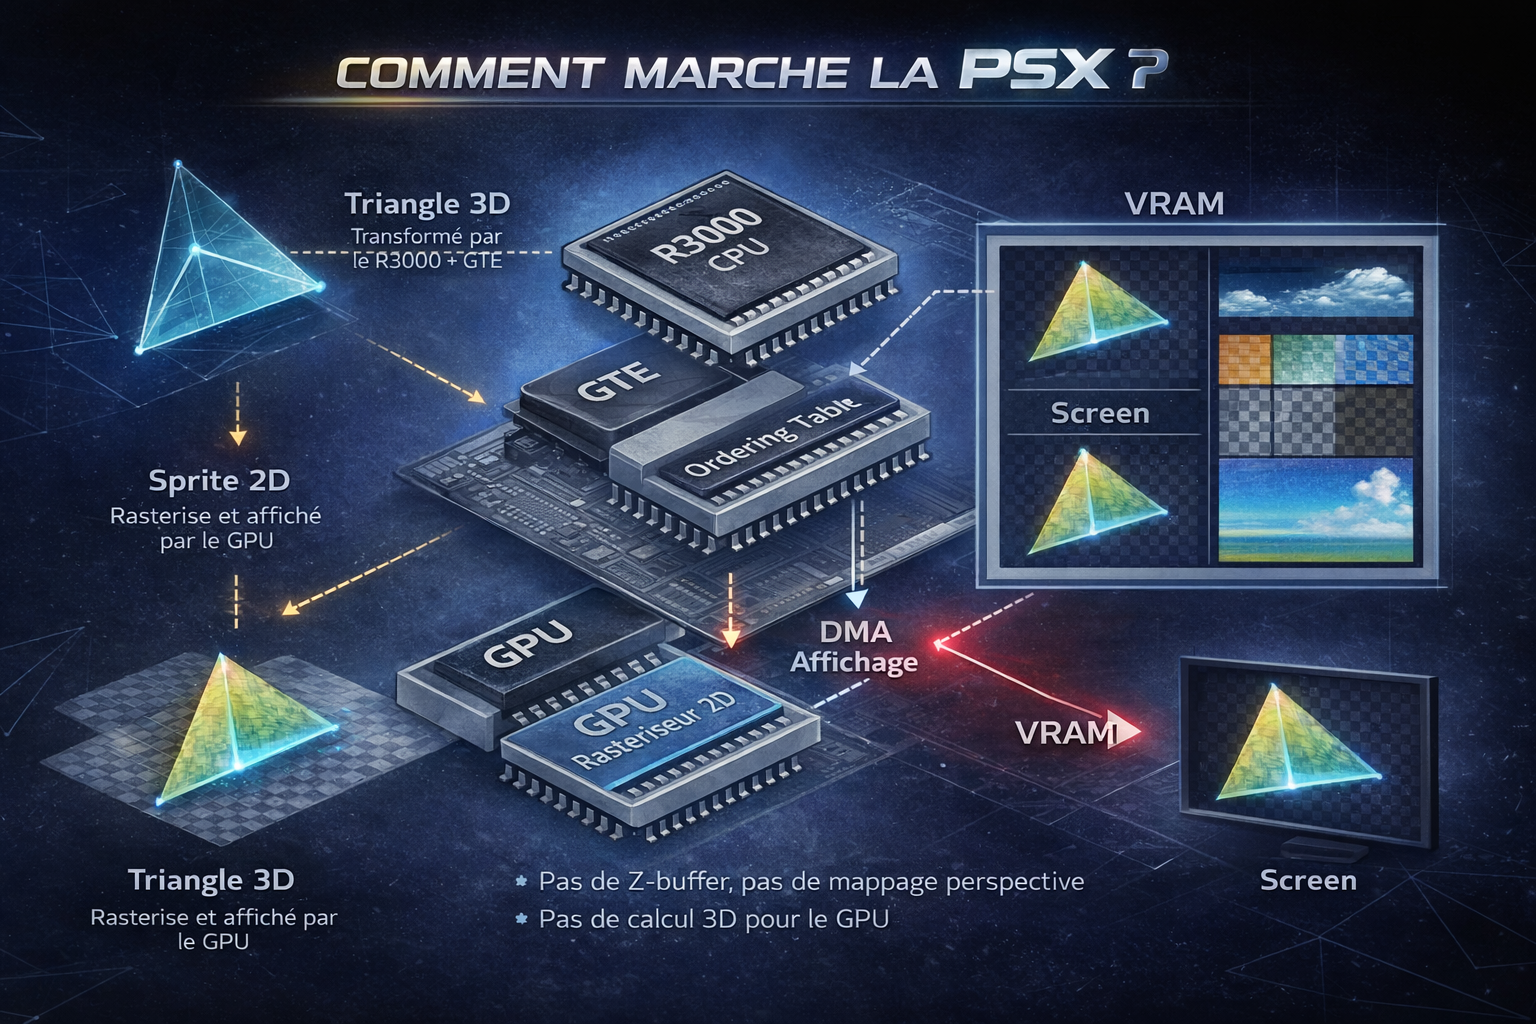 COMMENT MARCHE LA PSX ?
Triangle 3D
Transformé par
le R3000 + GTE
R3000
CPU
VRAM
GTE
Ordering Table
Screen
Sprite 2D
Rasterise et affiché
par le GPU
GPU
GPU
Rasteriseur 2D
DMA
Affichage
VRAM
Triangle 3D
Rasterise et affiché par
le GPU
* Pas de Z-buffer, pas de mappage perspective
* Pas de calcul 3D pour le GPU
Screen